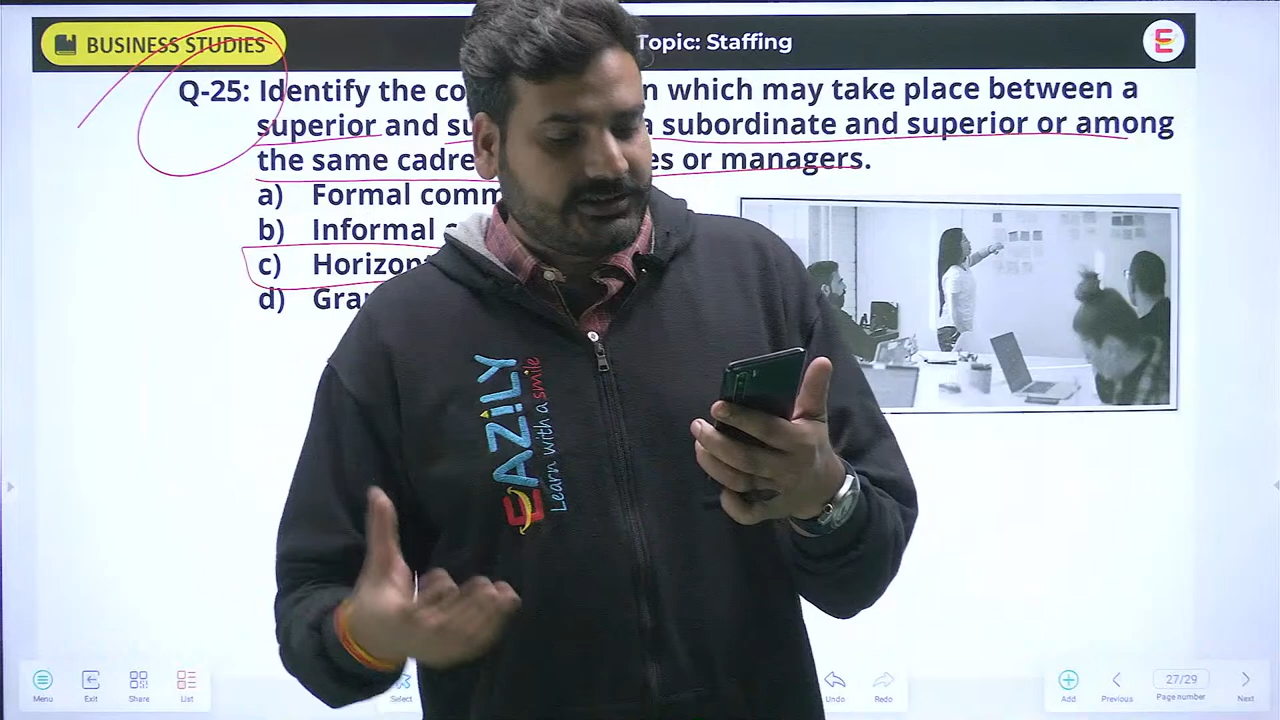 BUSINESS STUDIES
Topic: Staffing
Q-25: Identify the co n which may take place between a
superior and su a subordinate and superior or among
the same cadre es or managers.
a) Formal comm
b) Informal c
c) Horizont
d) Gra
EAZILY
Learn with a smile
Menu Exit Share List Select Undo Redo Add Previous 27/29 Page number Next